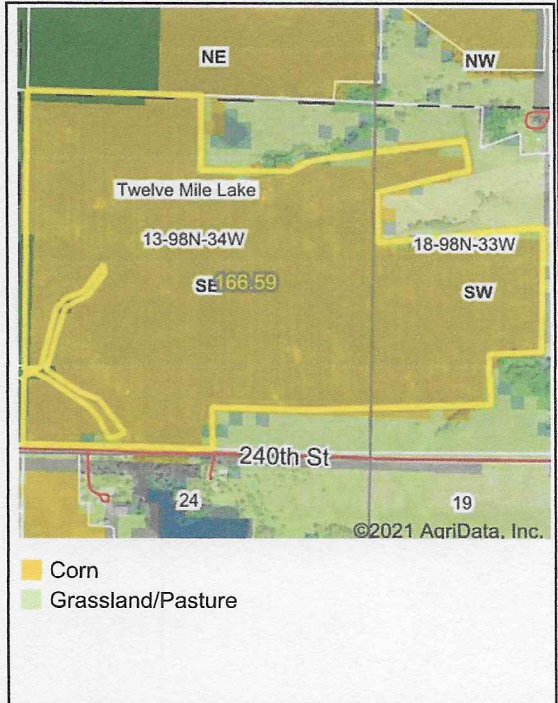 NE
NW
Twelve Mile Lake
13-98N-34W
18-98N-33W
SE
166.59
SW
240th St
24
19
©2021 AgriData, Inc.
Corn
Grassland/Pasture